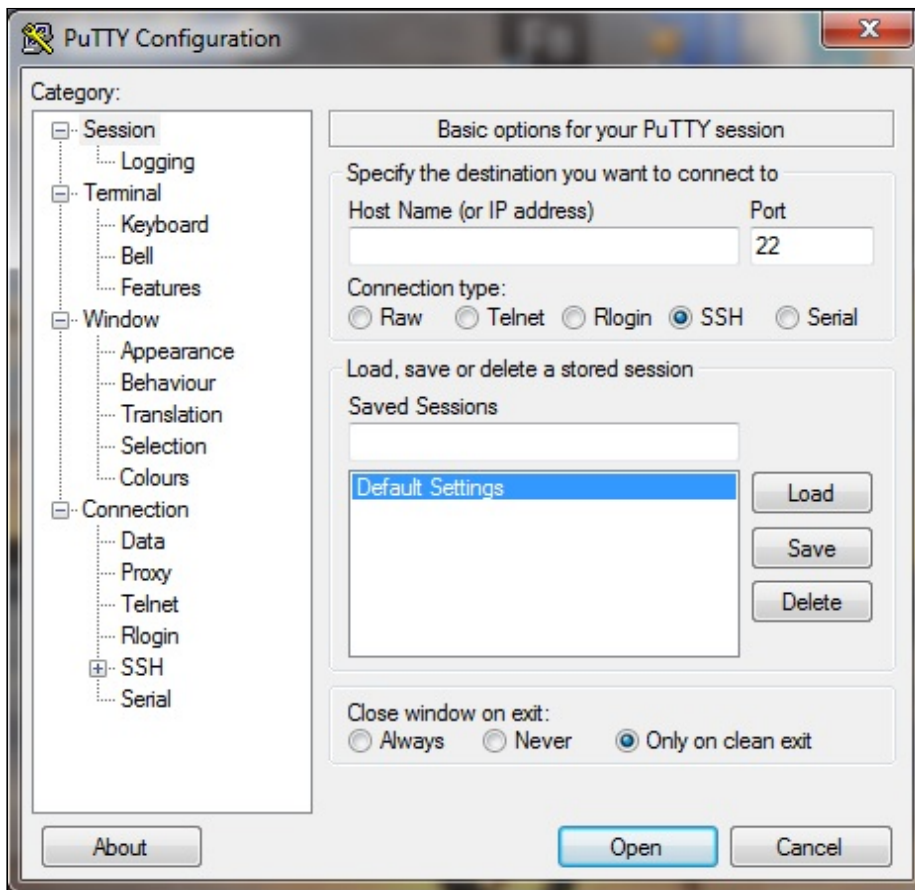 PuTTY Configuration
Category:
Session
Logging
Terminal
Keyboard
Bell
Features
Window
Appearance
Behaviour
Translation
Selection
Colours
Connection
Data
Proxy
Telnet
Rlogin
SSH
Serial
Basic options for your PuTTY session
Specify the destination you want to connect to
Host Name (or IP address) Port
22
Connection type:
Raw Telnet Rlogin SSH Serial
Load, save or delete a stored session
Saved Sessions
Default Settings
Load
Save
Delete
Close window on exit:
Always Never Only on clean exit
About Open Cancel